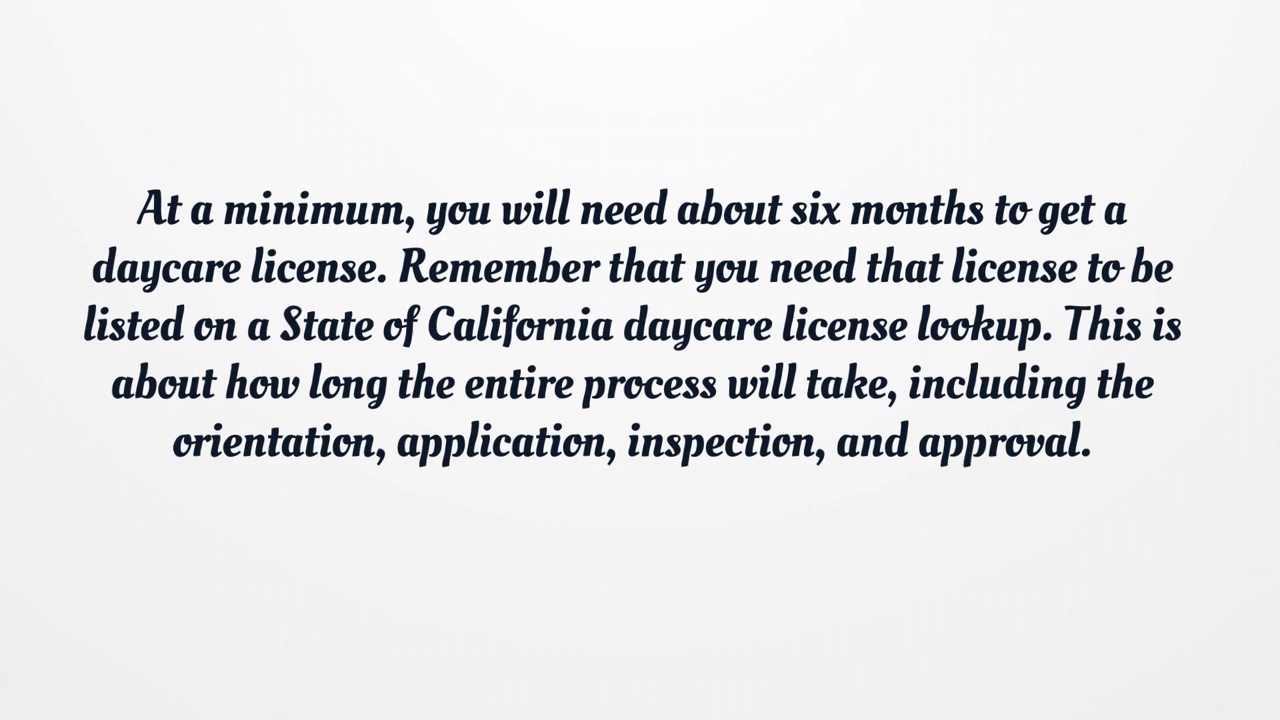 At a minimum, you will need about six months to get a
daycare license. Remember that you need that license to be
listed on a State of California daycare license lookup. This is
about how long the entire process will take, including the
orientation, application, inspection, and approval.